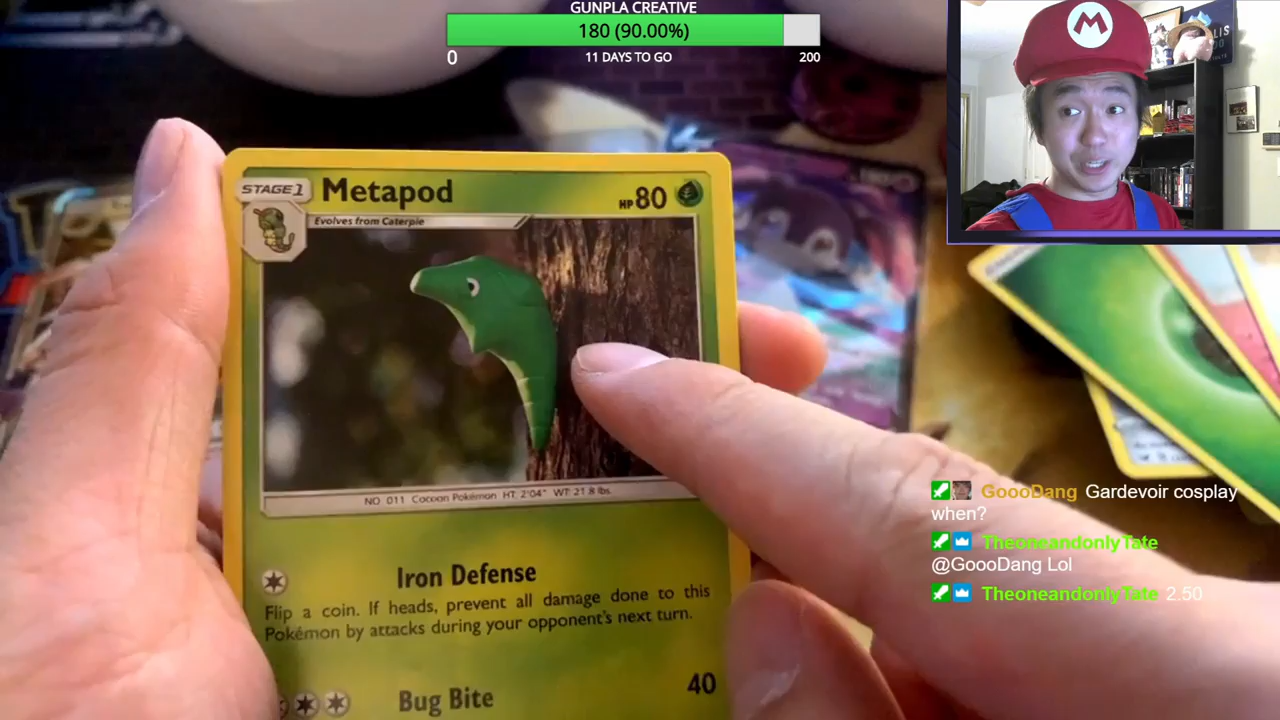 GUNPLA CREATIVE
180 (90.00%)
0
11 DAYS TO GO
200
M
STAGE 1
Metapod
HP 80
Evolves from Caterpie
NO 011 Cocoon Pokémon HT: 2'04" WT: 21.8 lbs.
Iron Defense
Flip a coin. If heads, prevent all damage done to this
Pokémon by attacks during your opponent's next turn.
Bug Bite
40
GoooDang Gardevoir cosplay
when?
TheoneandonlyTate
@GoooDang Lol
TheoneandonlyTate 2.50